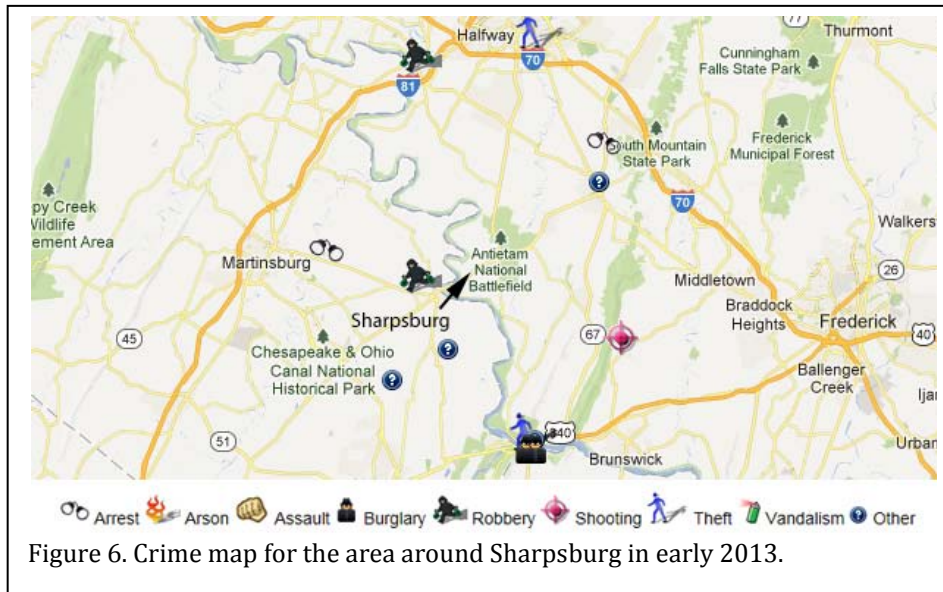 77
Thurmont
Halfway
70
Cunningham
Falls State Park
81
South Mountain
State Park
Frederick
Municipal Forest
70
py Creek
Wildlife
ement Area
Walkers
Martinsburg
Antietam
National
Battlefield
Middletown
26
Braddock
Heights
Frederick
40
Sharpsburg
67
45
Chesapeake & Ohio
Canal National
Historical Park
Ballenger
Creek
Ijar
51
340
Brunswick
Urban
Arrest Arson Assault Burglary Robbery Shooting Theft Vandalism Other
Figure 6. Crime map for the area around Sharpsburg in early 2013.